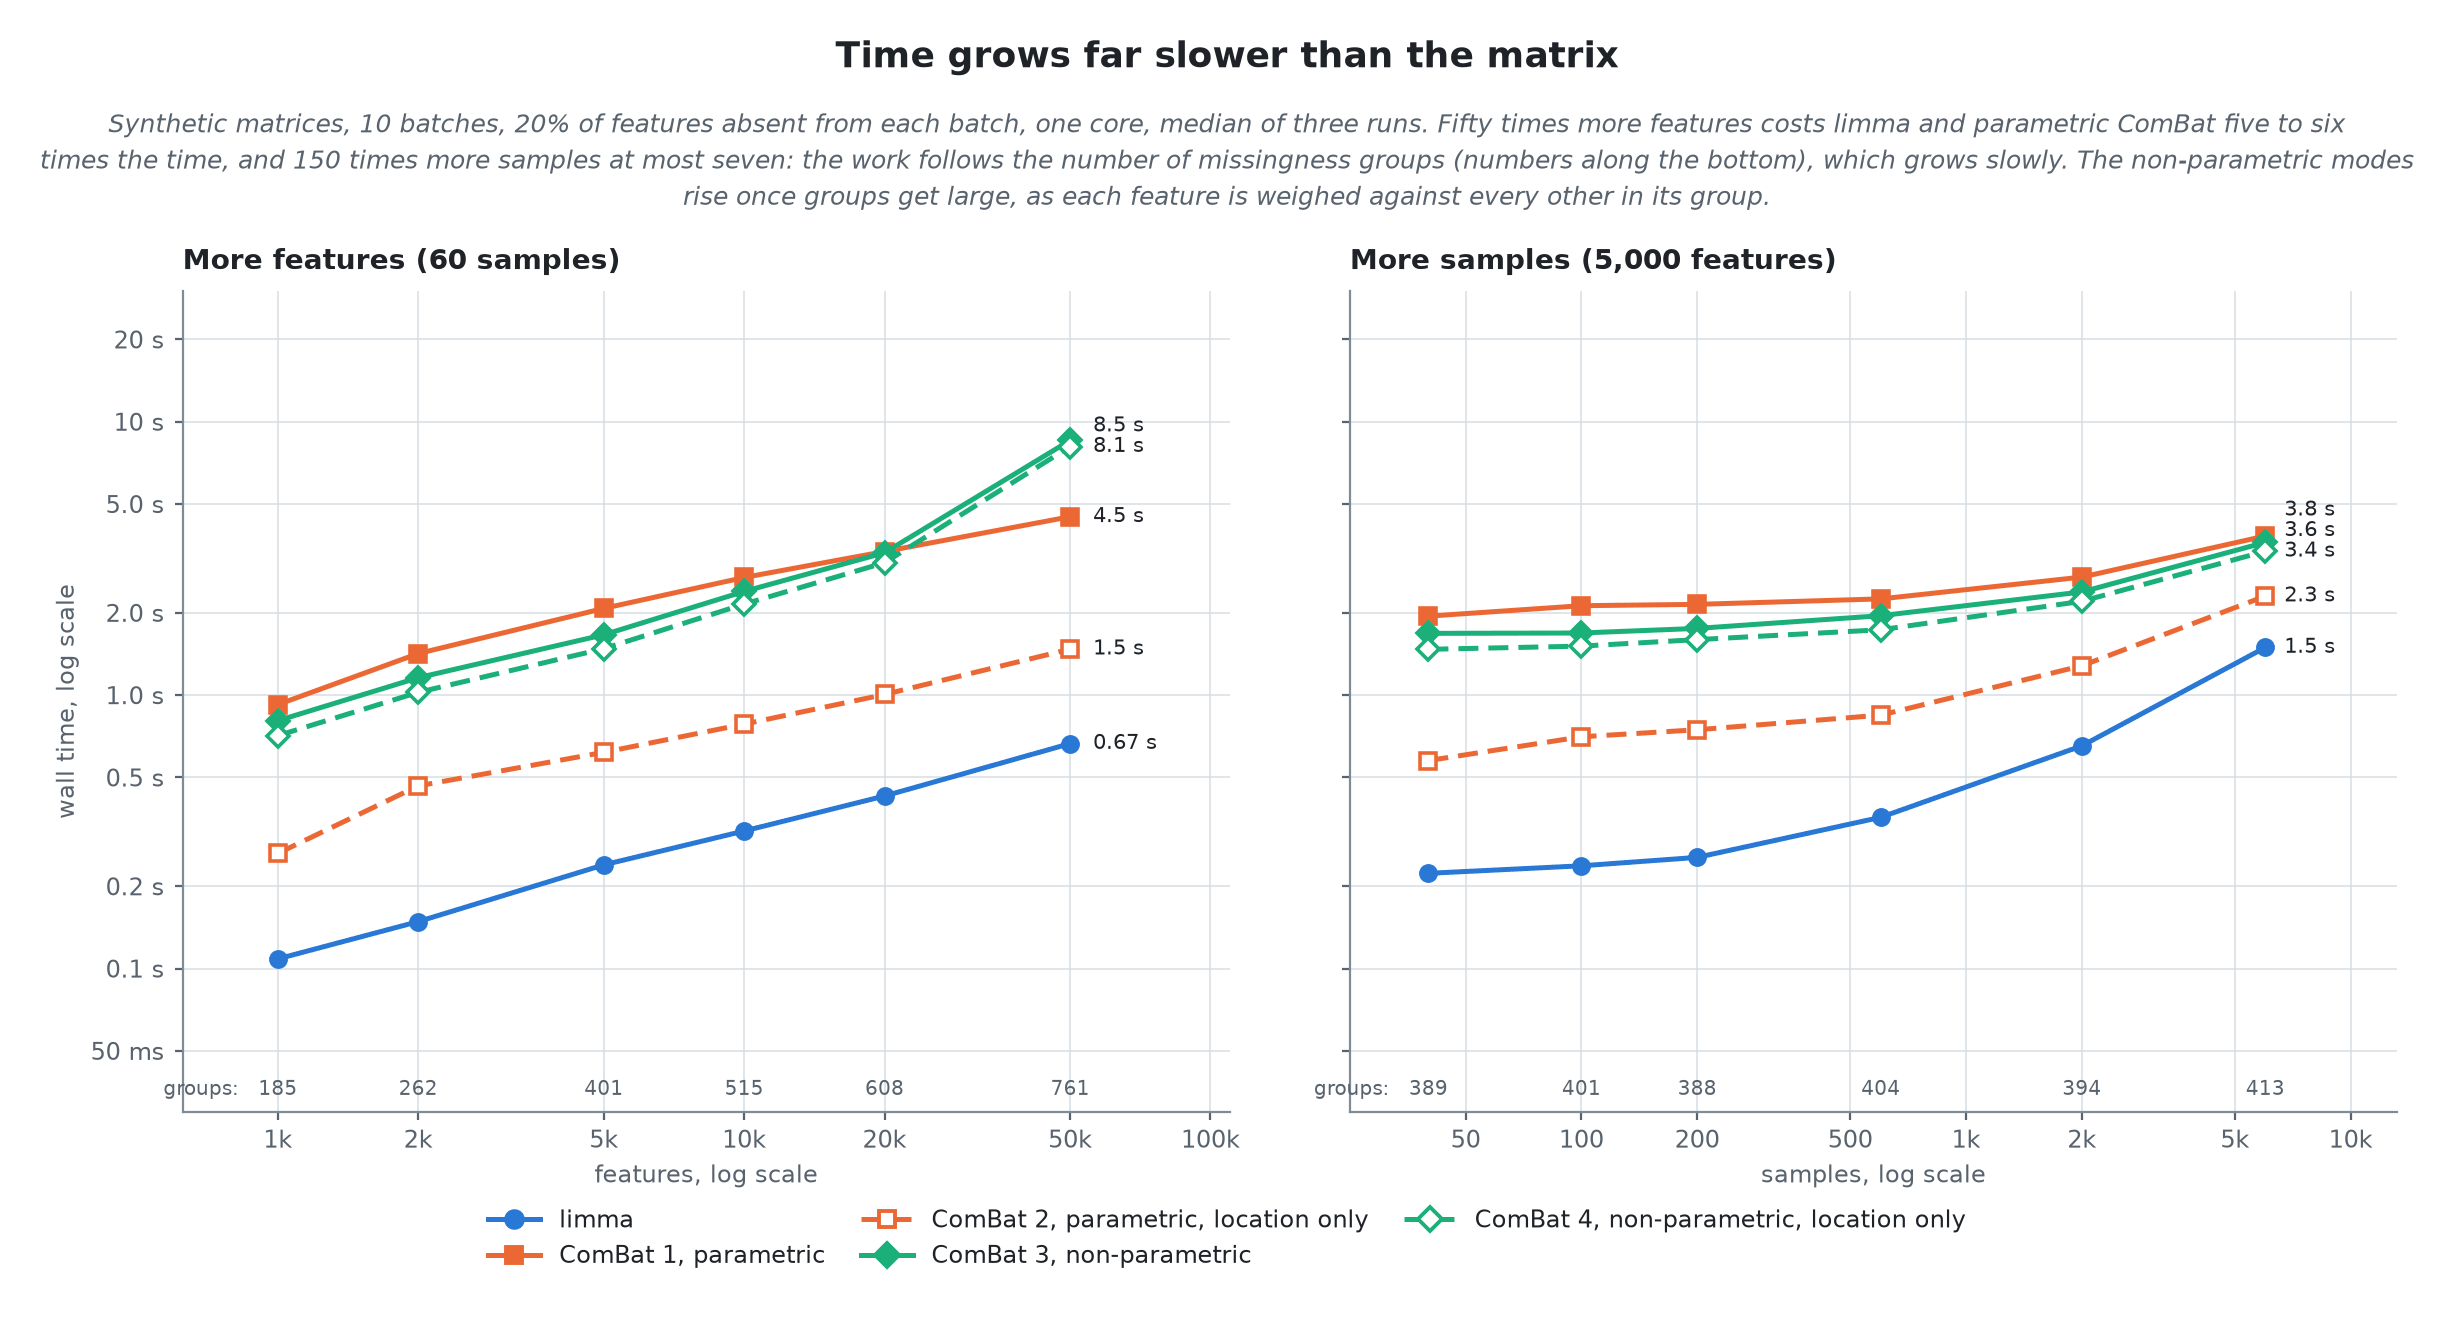 Time grows far slower than the matrix
Synthetic matrices, 10 batches, 20% of features absent from each batch, one core, median of three runs. Fifty times more features costs limma and parametric ComBat five to six
times the time, and 150 times more samples at most seven: the work follows the number of missingness groups (numbers along the bottom), which grows slowly. The non-parametric modes
rise once groups get large, as each feature is weighed against every other in its group.
More features (60 samples)
wall time, log scale
20 s
10 s
5.0 s
2.0 s
1.0 s
0.5 s
0.2 s
0.1 s
50 ms
8.5 s
8.1 s
4.5 s
1.5 s
0.67 s
groups: 185 262 401 515 608 761
1k 2k 5k 10k 20k 50k 100k
features, log scale
More samples (5,000 features)
3.8 s
3.6 s
3.4 s
2.3 s
1.5 s
groups: 389 401 388 404 394 413
50 100 200 500 1k 2k 5k 10k
samples, log scale
limma
ComBat 1, parametric
ComBat 2, parametric, location only
ComBat 3, non-parametric
ComBat 4, non-parametric, location only